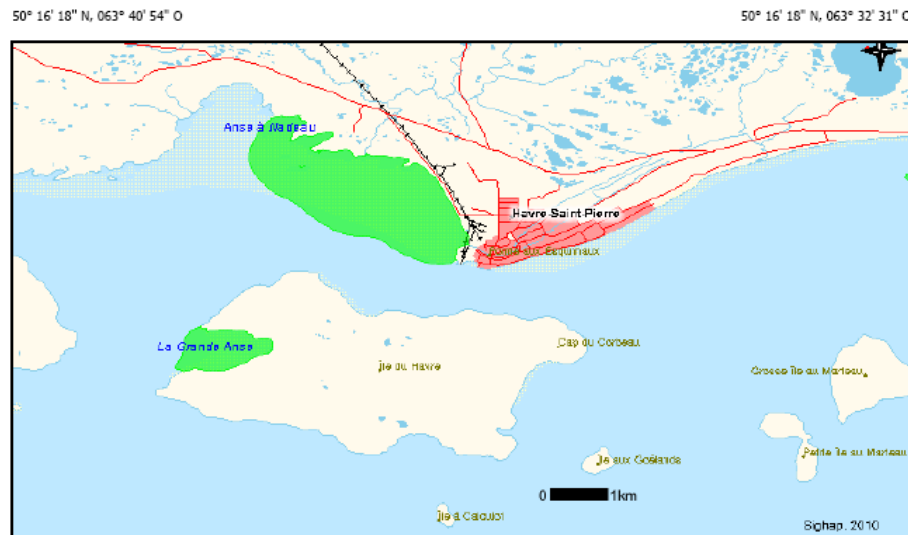 50° 16' 18" N, 063° 40' 54" O
50° 16' 18" N, 063° 32' 31" O
Anse à Nadeau
Havre-Saint-Pierre
Pointe aux Esquimaux
La Grande Anse
Cap du Corbeau
Île du Havre
Grosse Île au Marteau
Petite Île au Marteau
Île aux Goélands
0 1km
Île à Calculot
Sighap, 2010